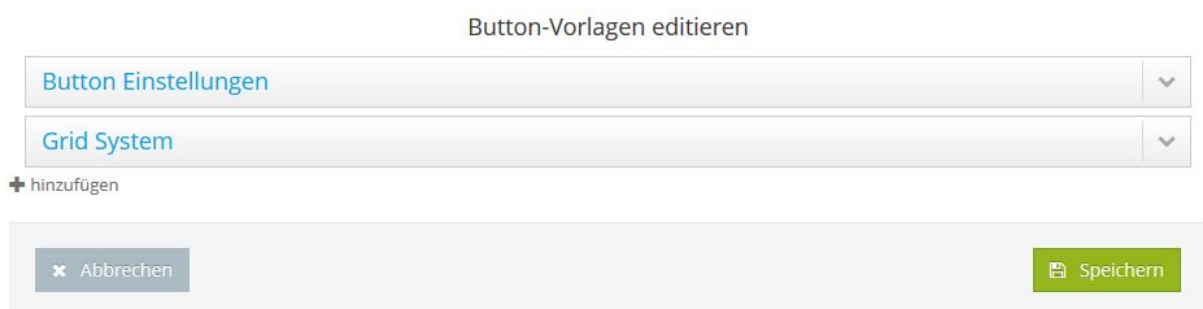 Button-Vorlagen editieren
Button Einstellungen
Grid System
hinzufügen
Abbrechen
Speichern